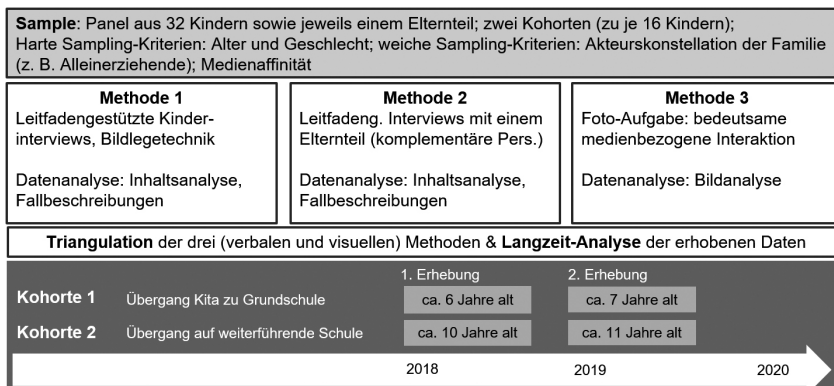 Sample: Panel aus 32 Kindern sowie jeweils einem Elternteil; zwei Kohorten (zu je 16 Kindern);
Harte Sampling-Kriterien: Alter und Geschlecht; weiche Sampling-Kriterien: Akteurskonstellation der Familie
(z. B. Alleinerziehende); Medienaffinität
Methode 1
Leitfadengestützte Kinder-
interviews, Bildlegetechnik
Datenanalyse: Inhaltsanalyse,
Fallbeschreibungen
Methode 2
Leitfadeng. Interviews mit einem
Elternteil (komplementäre Pers.)
Datenanalyse: Inhaltsanalyse,
Fallbeschreibungen
Methode 3
Foto-Aufgabe: bedeutsame
medienbezogene Interaktion
Datenanalyse: Bildanalyse
Triangulation der drei (verbalen und visuellen) Methoden & Langzeit-Analyse der erhobenen Daten
1. Erhebung 2. Erhebung
Kohorte 1 Übergang Kita zu Grundschule ca. 6 Jahre alt ca. 7 Jahre alt
Kohorte 2 Übergang auf weiterführende Schule ca. 10 Jahre alt ca. 11 Jahre alt
2018 2019 2020